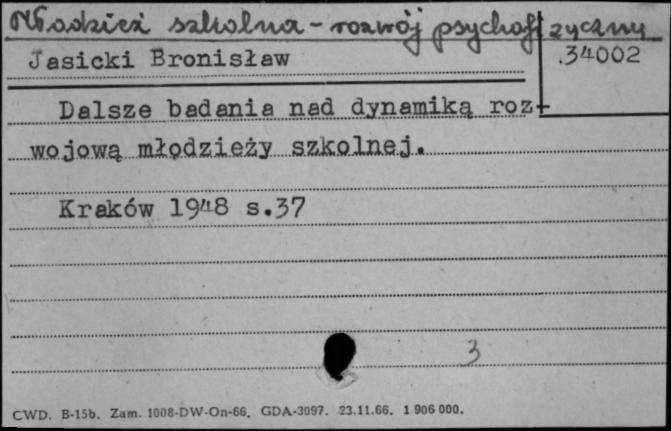 Młodzież szkolna - rozwój psychofizyczny
Jasicki Bronisław
.34002
Dalsze badania nad dynamiką roz-
wojową młodzieży szkolnej.
Kraków 1948 s.37
3
CWD. B-15b. Zam. 1008-DW-On-66. GDA-3097. 23.11.66. 1 906 000.